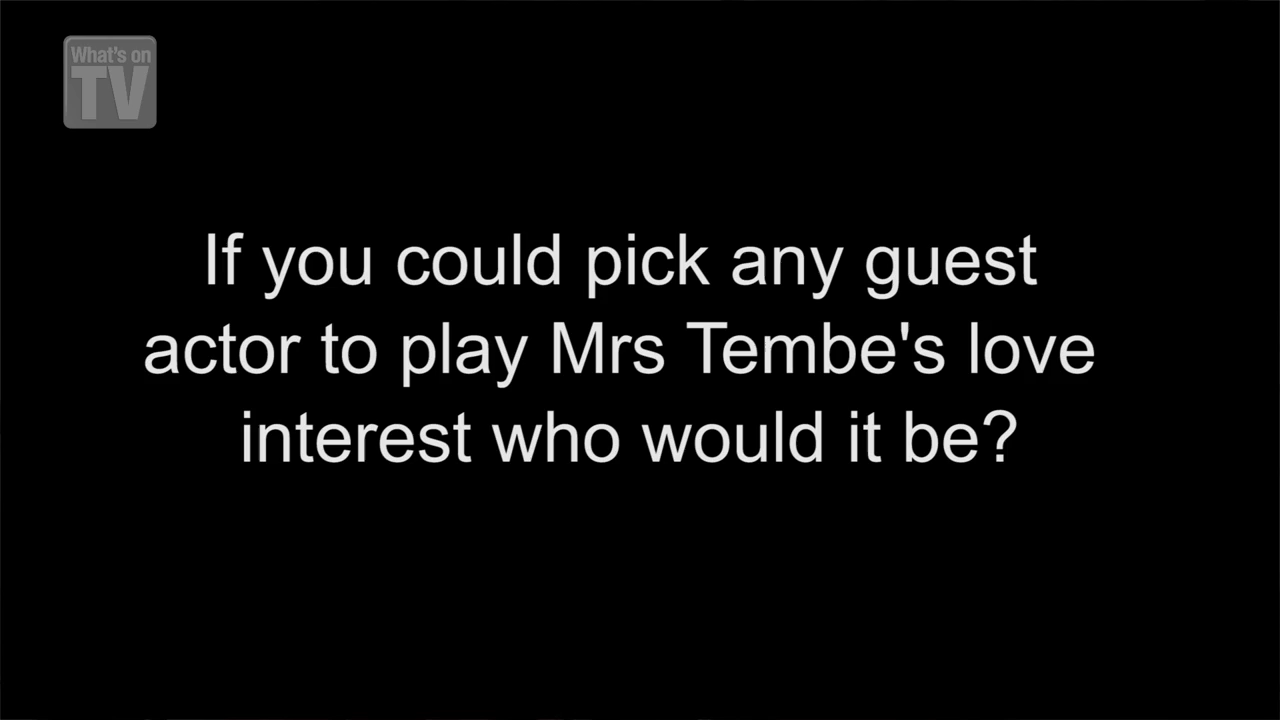 What's on
TV
If you could pick any guest
actor to play Mrs Tembe's love
interest who would it be?